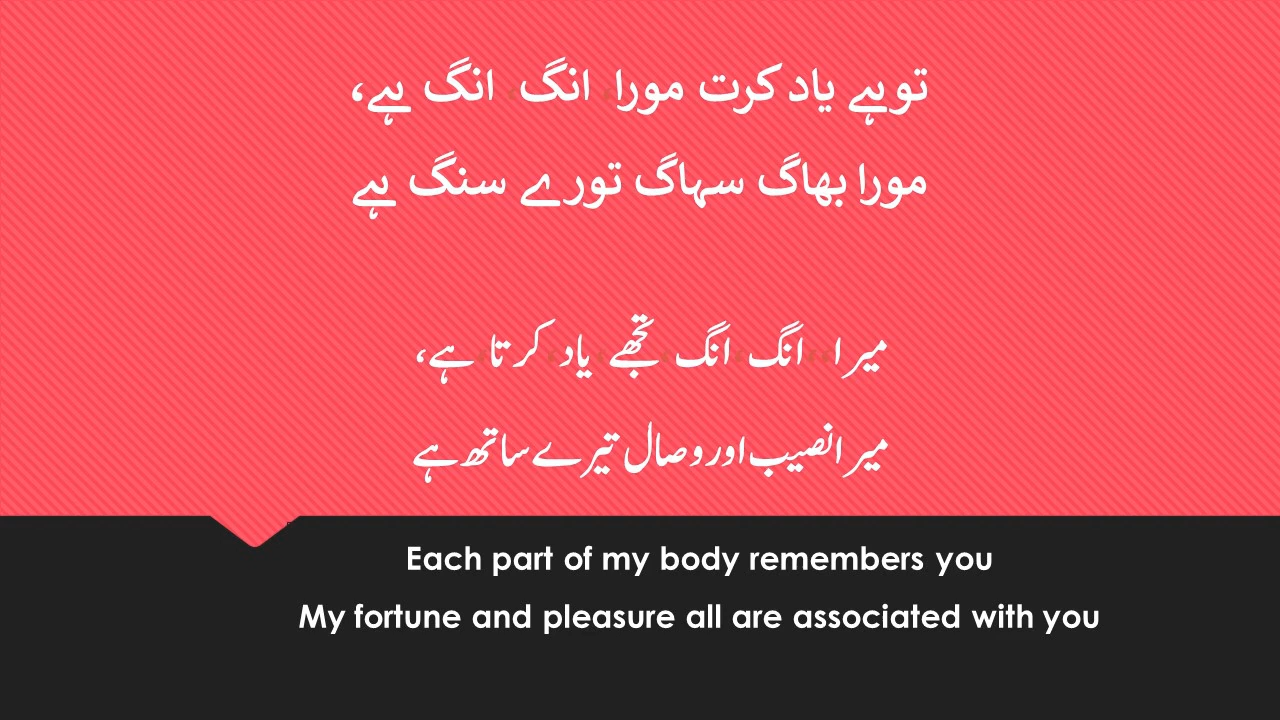 توہے یاد کرت مورا انگ انگ ہے،
مورا بھاگ سہاگ تورے سنگ ہے
میرا انگ انگ تجھے یاد کرتا ہے،
میرا نصیب اور وصال تیرے ساتھ ہے
Each part of my body remembers you
My fortune and pleasure all are associated with you